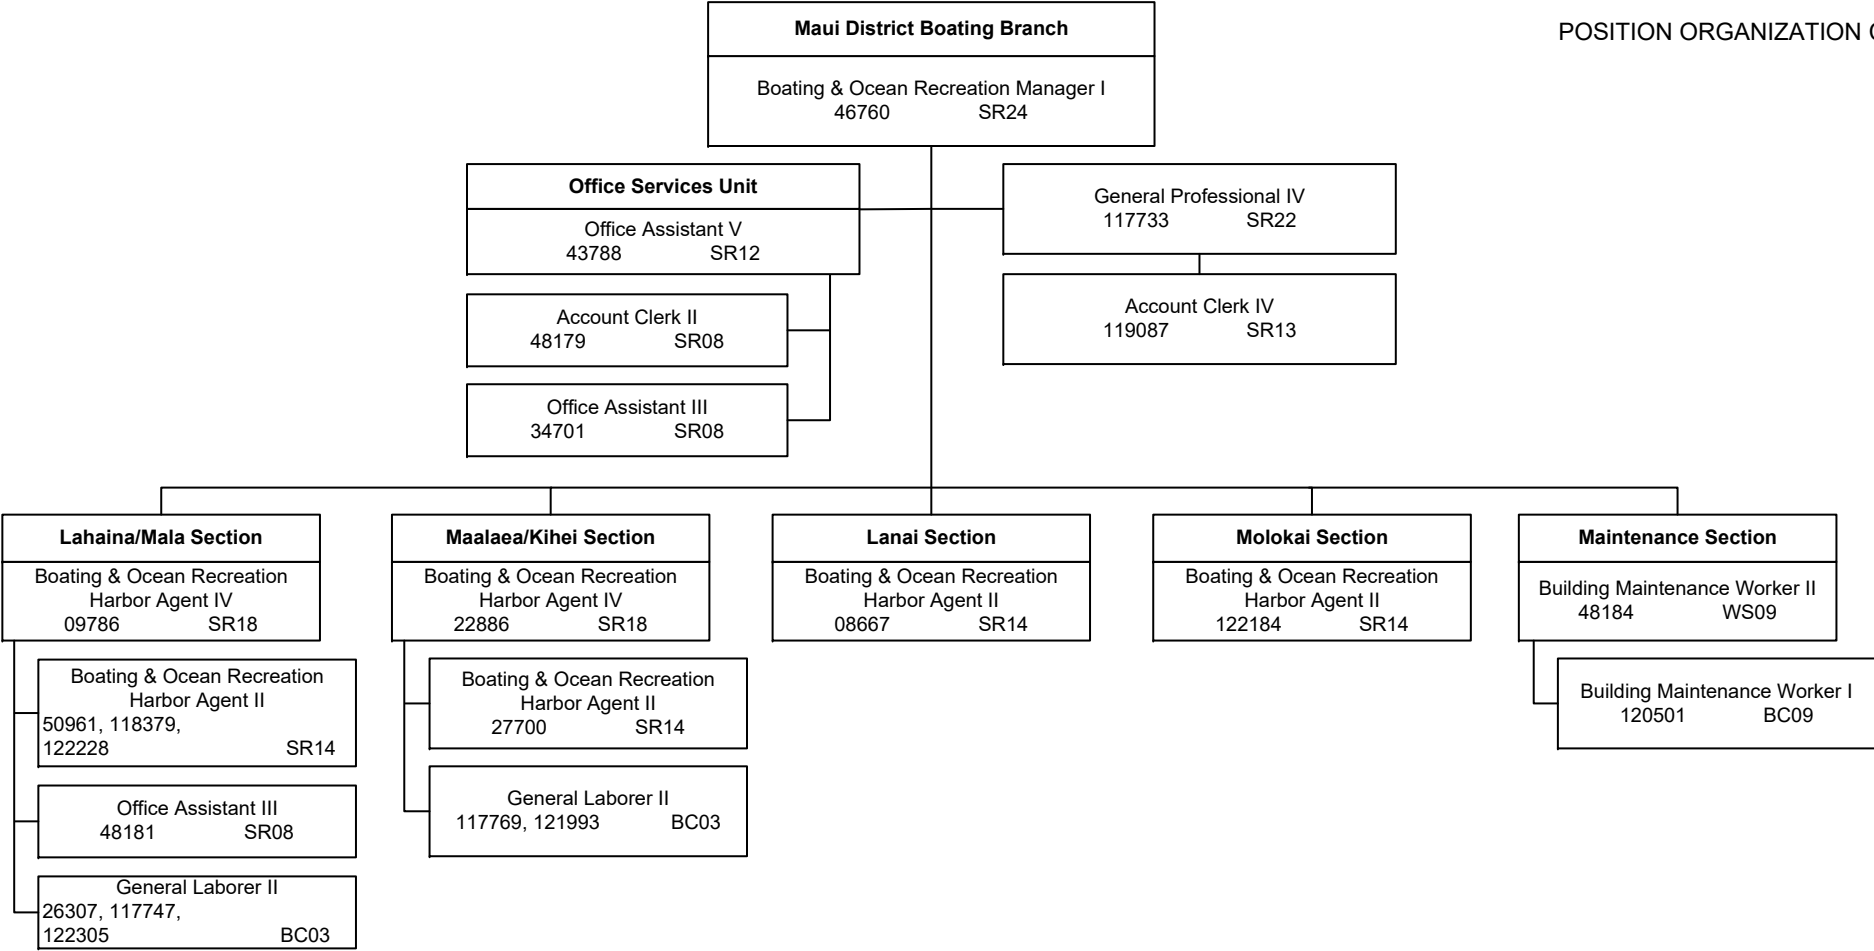 POSITION ORGANIZATION
Maui District Boating Branch
Boating & Ocean Recreation Manager I
46760 SR24
Office Services Unit
Office Assistant V
43788 SR12
Account Clerk II
48179 SR08
Office Assistant III
34701 SR08
General Professional IV
117733 SR22
Account Clerk IV
119087 SR13
Lahaina/Mala Section
Boating & Ocean Recreation
Harbor Agent IV
09786 SR18
Boating & Ocean Recreation
Harbor Agent II
50961, 118379,
122228 SR14
Office Assistant III
48181 SR08
General Laborer II
26307, 117747,
122305 BC03
Maalaea/Kihei Section
Boating & Ocean Recreation
Harbor Agent IV
22886 SR18
Boating & Ocean Recreation
Harbor Agent II
27700 SR14
General Laborer II
117769, 121993 BC03
Lanai Section
Boating & Ocean Recreation
Harbor Agent II
08667 SR14
Molokai Section
Boating & Ocean Recreation
Harbor Agent II
122184 SR14
Maintenance Section
Building Maintenance Worker II
48184 WS09
Building Maintenance Worker I
120501 BC09